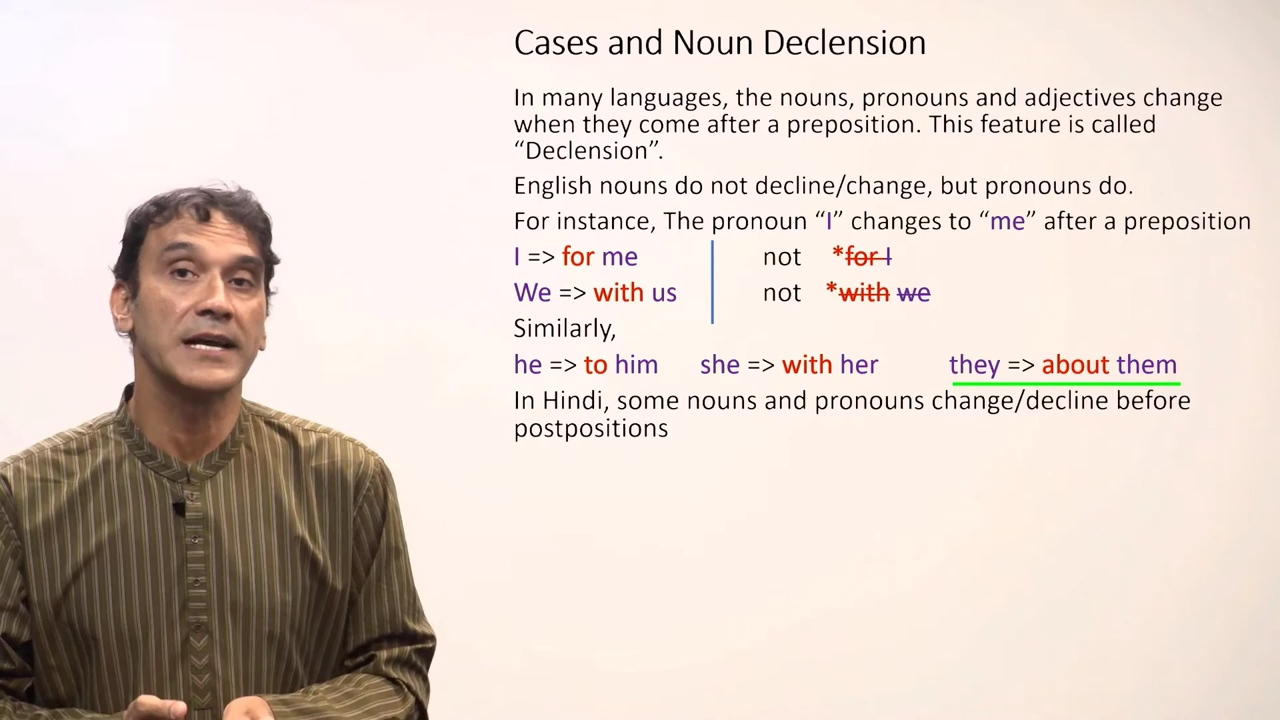 Cases and Noun Declension
In many languages, the nouns, pronouns and adjectives change
when they come after a preposition. This feature is called
“Declension”.
English nouns do not decline/change, but pronouns do.
For instance, The pronoun “I” changes to “me” after a preposition
I => for me not *for I
We => with us not *with we
Similarly,
he => to him she => with her they => about them
In Hindi, some nouns and pronouns change/decline before
postpositions